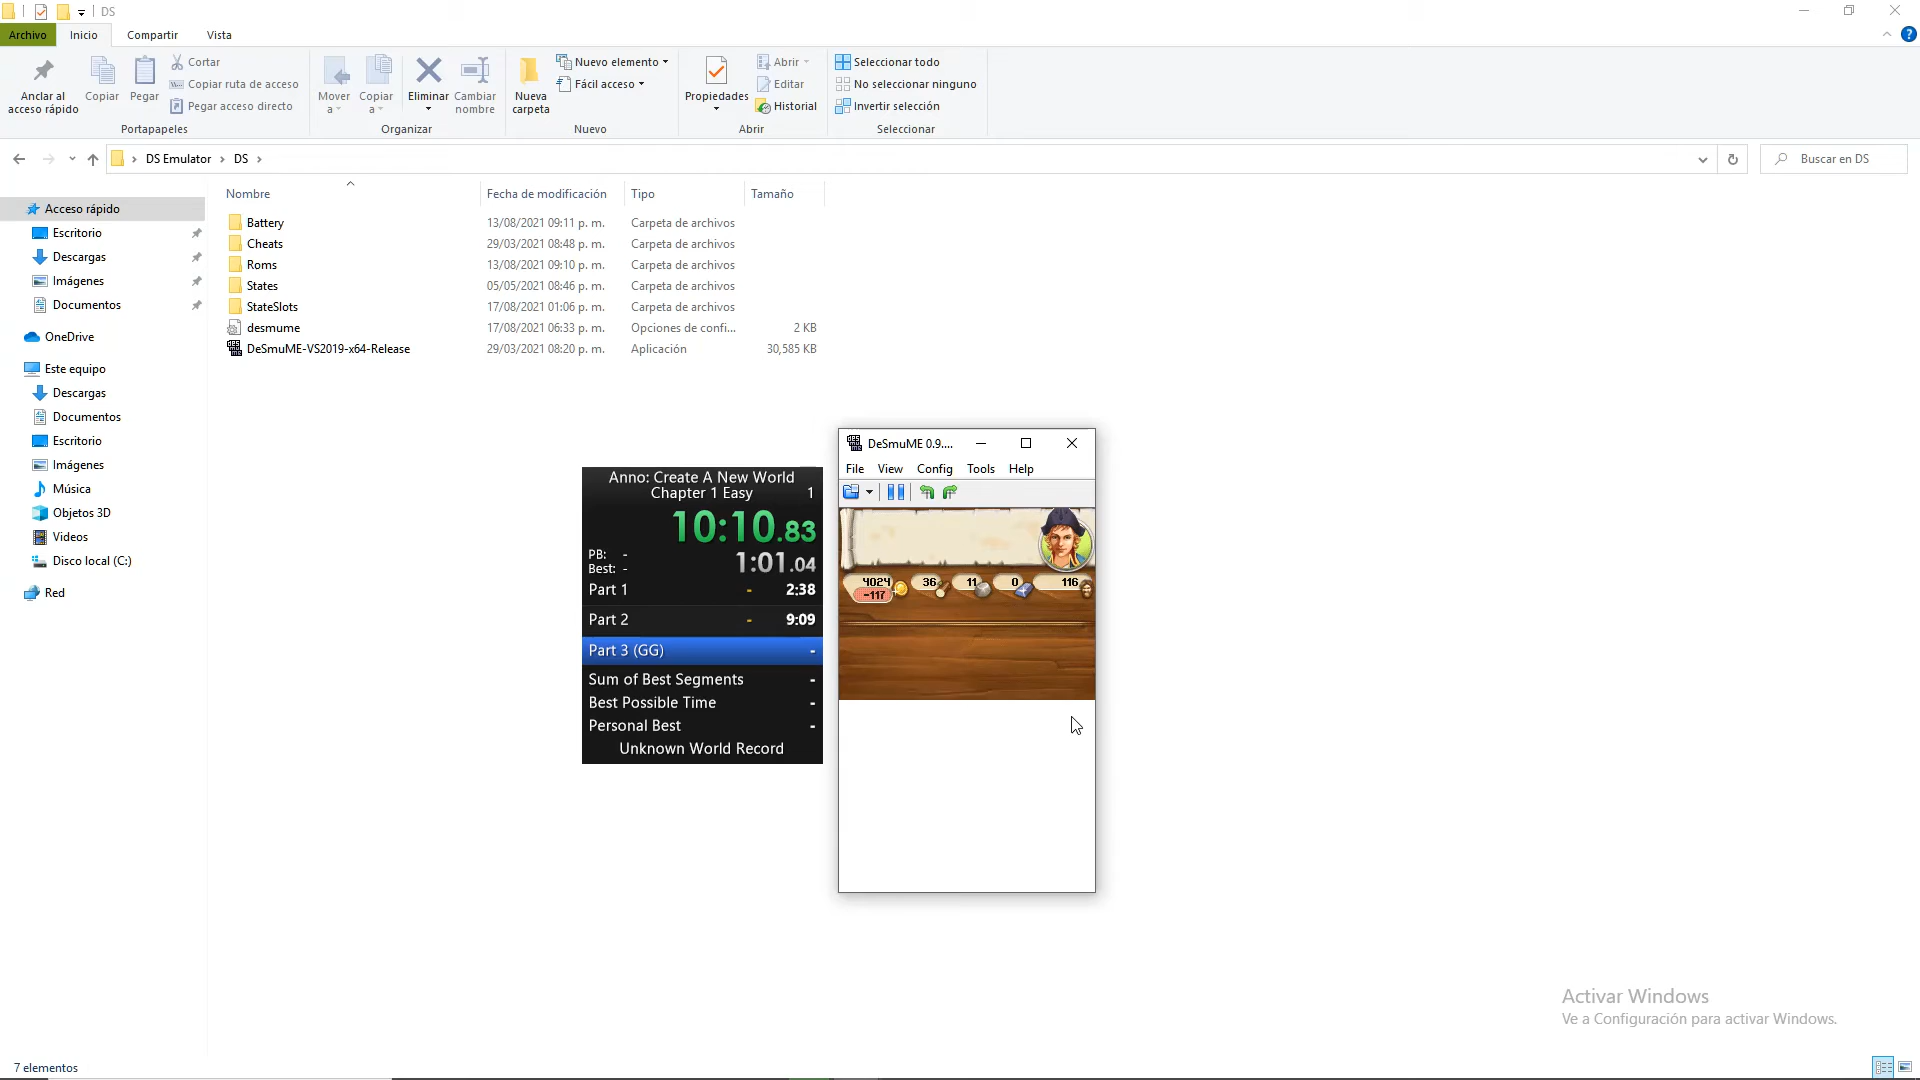 DS
Archivo Inicio Compartir Vista
Anclar al acceso rápido
Copiar
Pegar
Cortar
Copiar ruta de acceso
Pegar acceso directo
Portapapeles
Mover a
Copiar a
Eliminar
Cambiar nombre
Organizar
Nueva carpeta
Nuevo elemento
Fácil acceso
Nuevo
Propiedades
Abrir
Editar
Historial
Abrir
Seleccionar todo
No seleccionar ninguno
Invertir selección
Seleccionar
DS Emulator DS
Buscar en DS
Acceso rápido
Escritorio
Descargas
Imágenes
Documentos
OneDrive
Este equipo
Descargas
Documentos
Escritorio
Imágenes
Música
Objetos 3D
Videos
Disco local (C:)
Red
Nombre Fecha de modificación Tipo Tamaño
Battery 13/08/2021 09:11 p. m. Carpeta de archivos
Cheats 29/03/2021 08:48 p. m. Carpeta de archivos
Roms 13/08/2021 09:10 p. m. Carpeta de archivos
States 05/05/2021 08:46 p. m. Carpeta de archivos
StateSlots 17/08/2021 01:06 p. m. Carpeta de archivos
desmume 17/08/2021 06:33 p. m. Opciones de confi... 2 KB
DeSmuME-VS2019-x64-Release 29/03/2021 08:20 p. m. Aplicación 30,585 KB
Anno: Create A New World
Chapter 1 Easy 1
10:10.83
PB: - 1:01.04
Best: -
Part 1 - 2:38
Part 2 - 9:09
Part 3 (GG) -
Sum of Best Segments -
Best Possible Time -
Personal Best -
Unknown World Record
DeSmuME 0.9....
File View Config Tools Help
4024 36 11 0 116
-117
Activar Windows
Ve a Configuración para activar Windows.
7 elementos